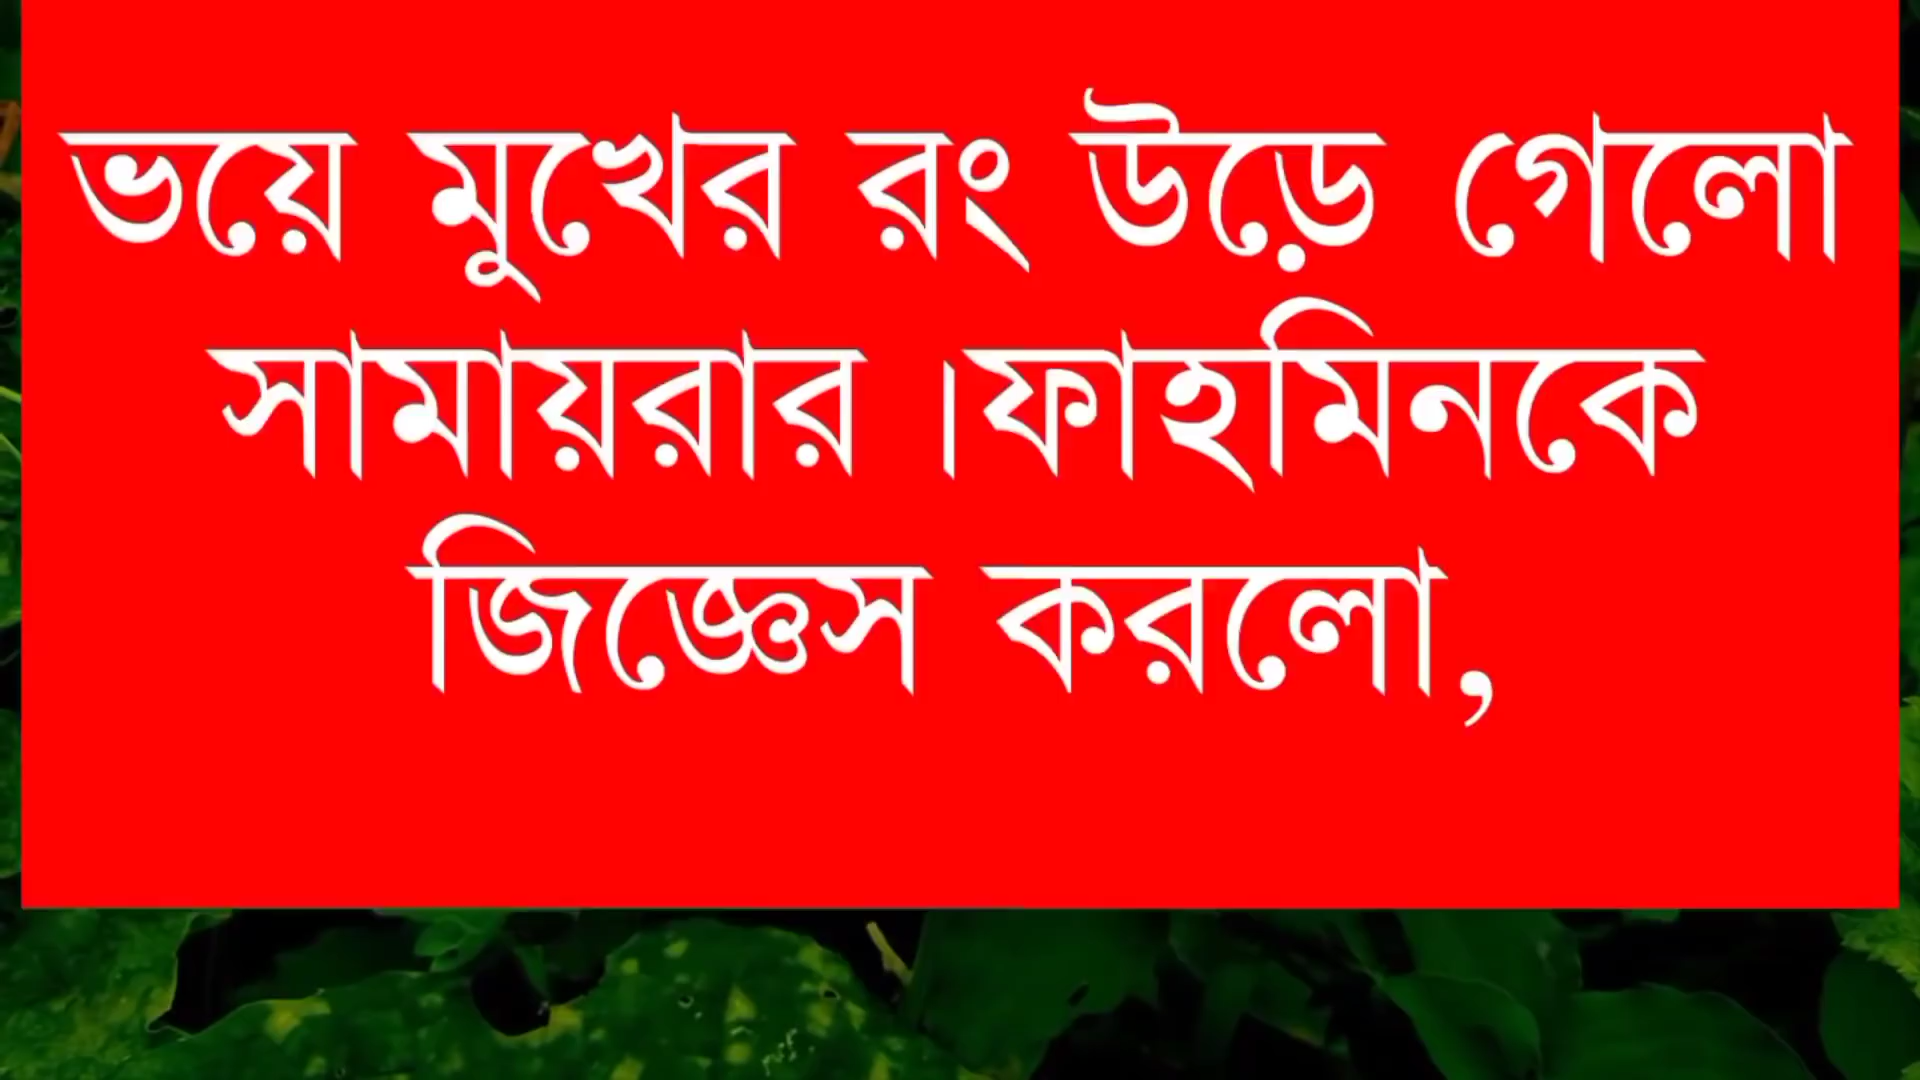 ভয়ে মুখের রং উড়ে গেলো
সামায়রার ।ফাহমিনকে
জিজ্ঞেস করলো,